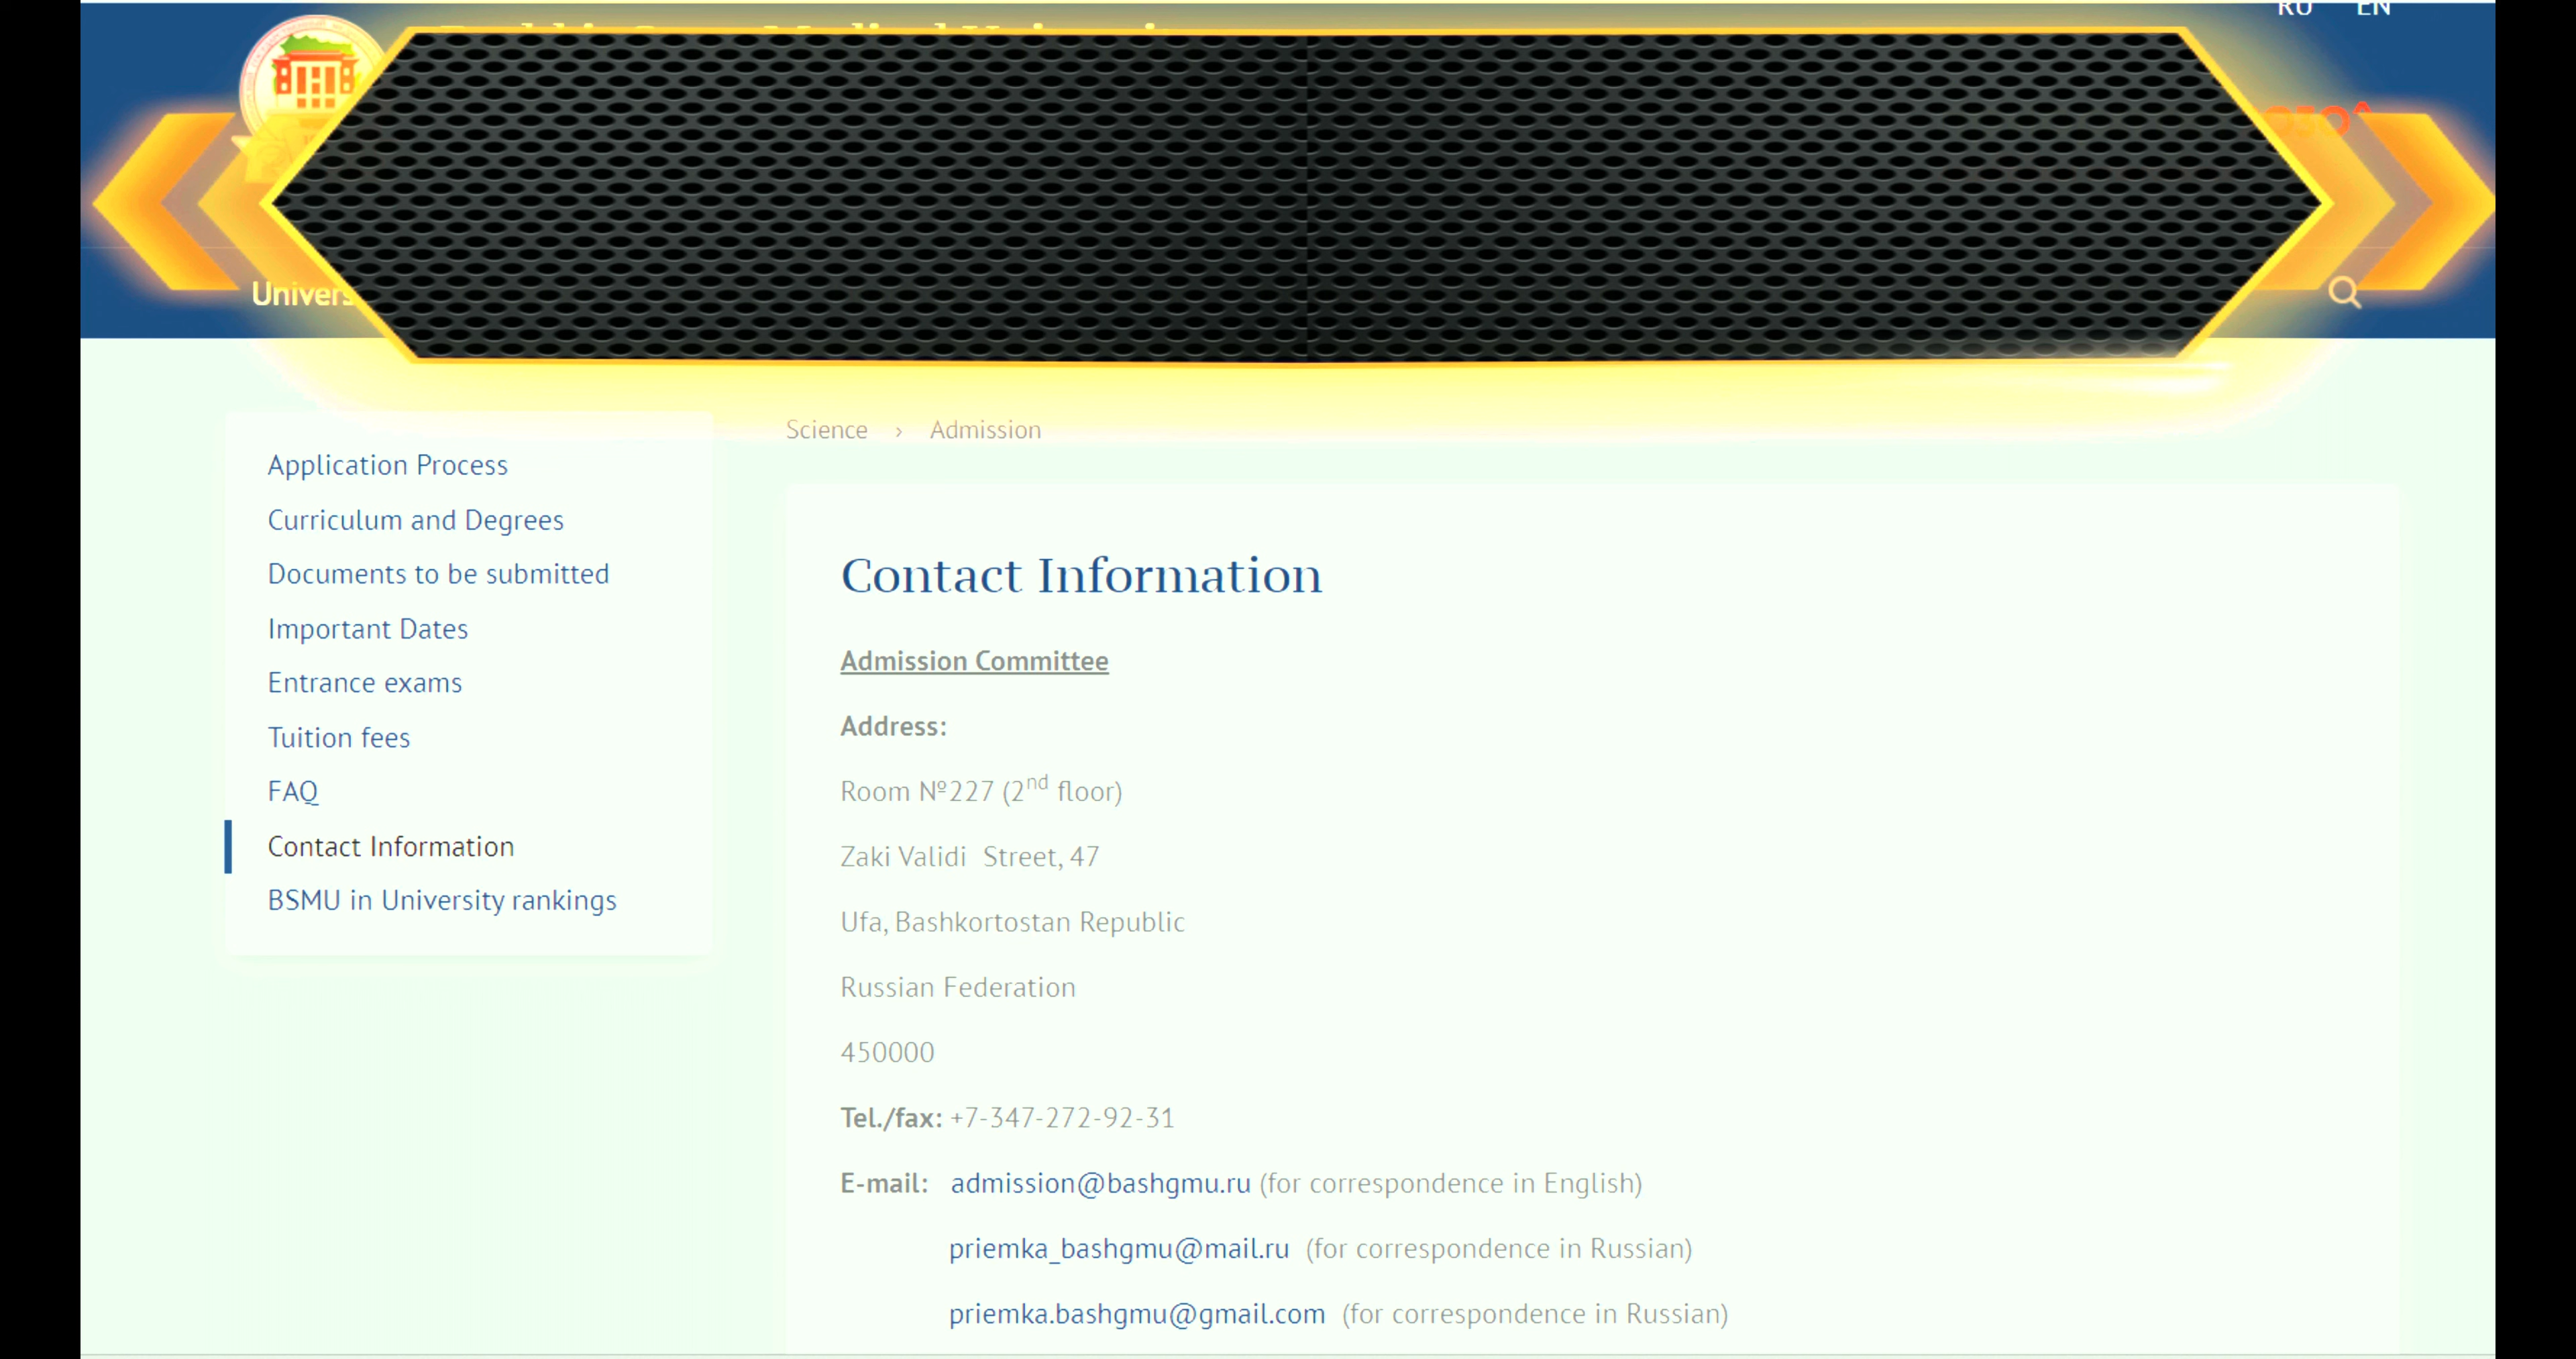 RU EN
Science › Admission
Application Process
Curriculum and Degrees
Documents to be submitted
Important Dates
Entrance exams
Tuition fees
FAQ
Contact Information
BSMU in University rankings
Contact Information
Admission Committee
Address:
Room №227 (2nd floor)
Zaki Validi Street, 47
Ufa, Bashkortostan Republic
Russian Federation
450000
Tel./fax: +7-347-272-92-31
E-mail: admission@bashgmu.ru (for correspondence in English)
priemka_bashgmu@mail.ru (for correspondence in Russian)
priemka.bashgmu@gmail.com (for correspondence in Russian)